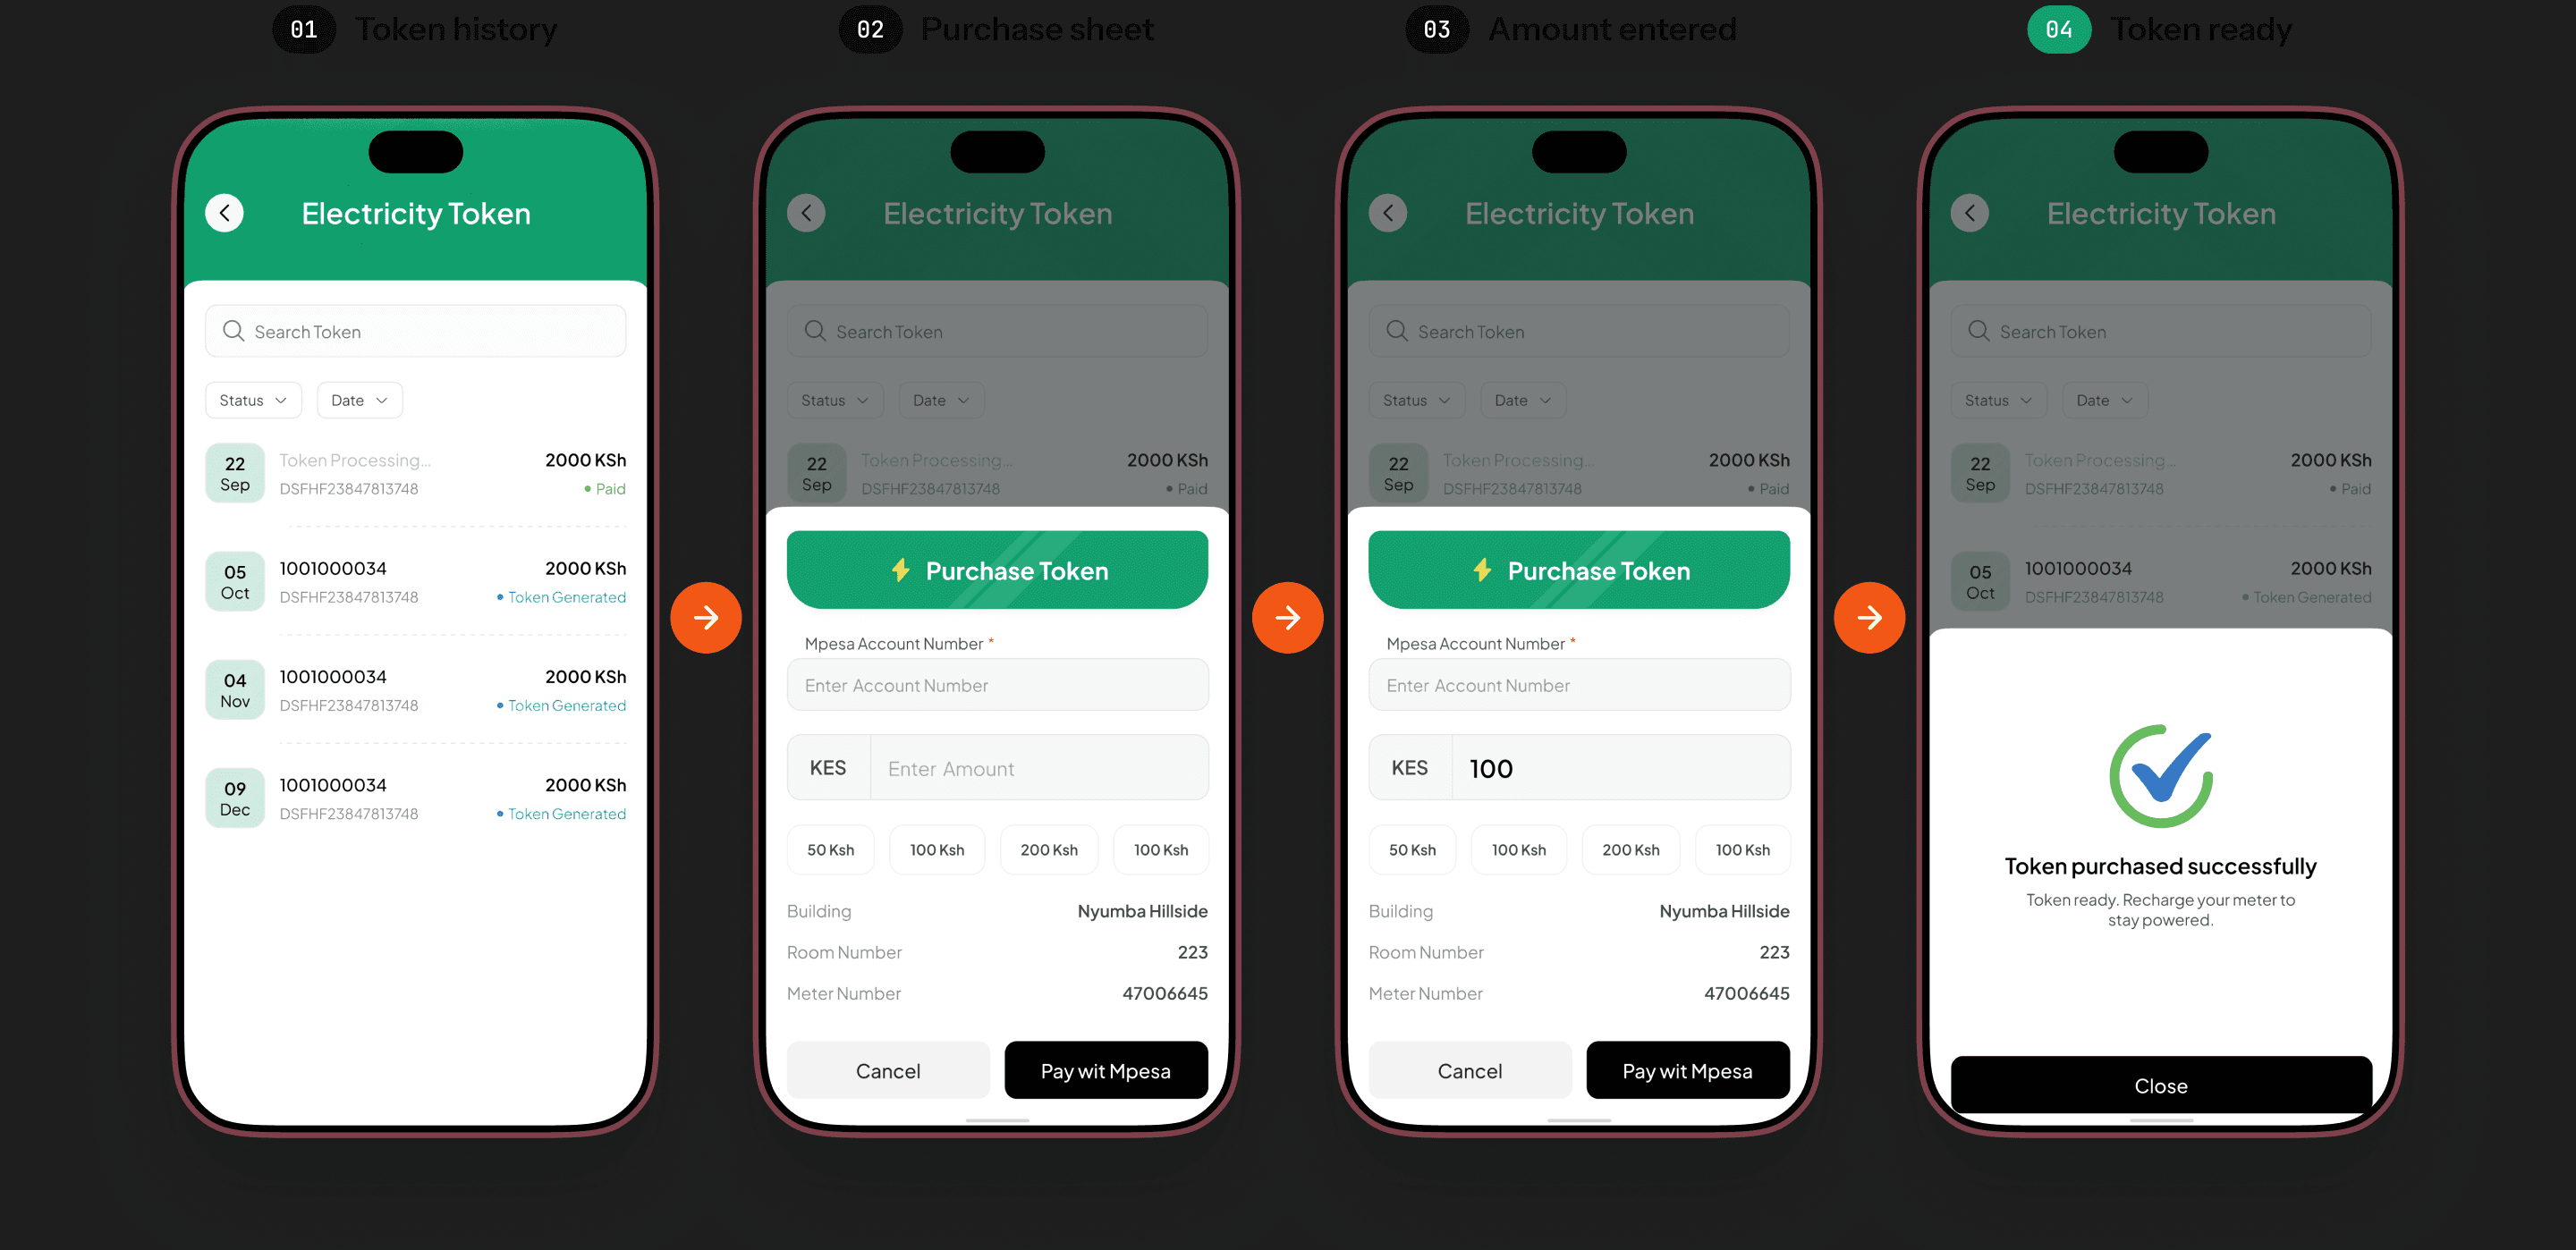 01 Token history
02 Purchase sheet
03 Amount entered
04 Token ready
Electricity Token
Search Token
Status
Date
22 Sep
Token Processing...
2000 KSh
DSFHF23847813748
Paid
05 Oct
1001000034
2000 KSh
DSFHF23847813748
Token Generated
04 Nov
1001000034
2000 KSh
DSFHF23847813748
Token Generated
09 Dec
1001000034
2000 KSh
DSFHF23847813748
Token Generated
Electricity Token
Search Token
Status
Date
22 Sep
Token Processing...
2000 KSh
DSFHF23847813748
Paid
Purchase Token
Mpesa Account Number *
Enter Account Number
KES
Enter Amount
50 Ksh
100 Ksh
200 Ksh
100 Ksh
Building
Nyumba Hillside
Room Number
223
Meter Number
47006645
Cancel
Pay wit Mpesa
Electricity Token
Search Token
Status
Date
22 Sep
Token Processing...
2000 KSh
DSFHF23847813748
Paid
Purchase Token
Mpesa Account Number *
Enter Account Number
KES
100
50 Ksh
100 Ksh
200 Ksh
100 Ksh
Building
Nyumba Hillside
Room Number
223
Meter Number
47006645
Cancel
Pay wit Mpesa
Electricity Token
Search Token
Status
Date
22 Sep
Token Processing...
2000 KSh
DSFHF23847813748
Paid
05 Oct
1001000034
2000 KSh
DSFHF23847813748
Token Generated
Token purchased successfully
Token ready. Recharge your meter to
stay powered.
Close